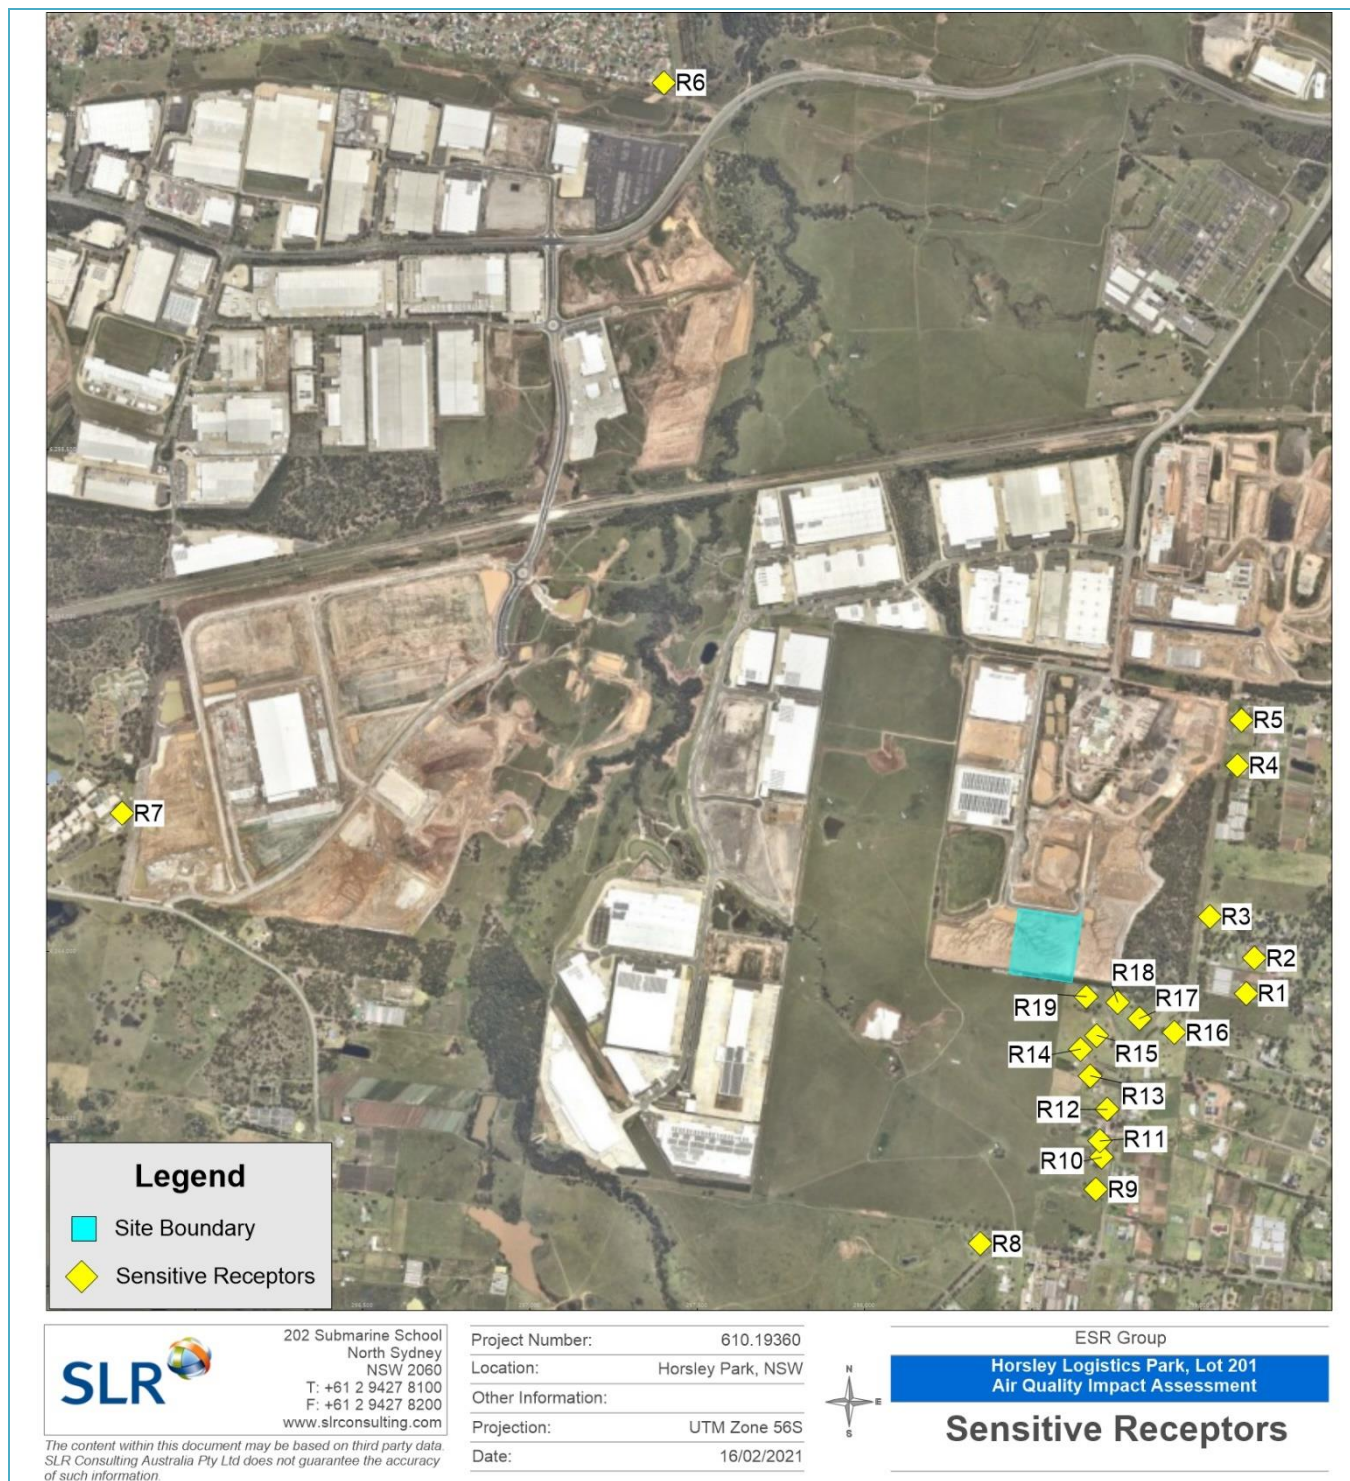 R6
R5
R4
R7
R3
R2
R18
R1
R17
R19
R16
R14
R15
R13
R12
R11
R10
R9
R8
Legend
Site Boundary
Sensitive Receptors
SLR
202 Submarine School
North Sydney
NSW 2060
T: +61 2 9427 8100
F: +61 2 9427 8200
www.slrconsulting.com
The content within this document may be based on third party data.
SLR Consulting Australia Pty Ltd does not guarantee the accuracy
of such information.
Project Number: 610.19360
Location: Horsley Park, NSW
Other Information:
Projection: UTM Zone 56S
Date: 16/02/2021
N
E
S
ESR Group
Horsley Logistics Park, Lot 201
Air Quality Impact Assessment
Sensitive Receptors